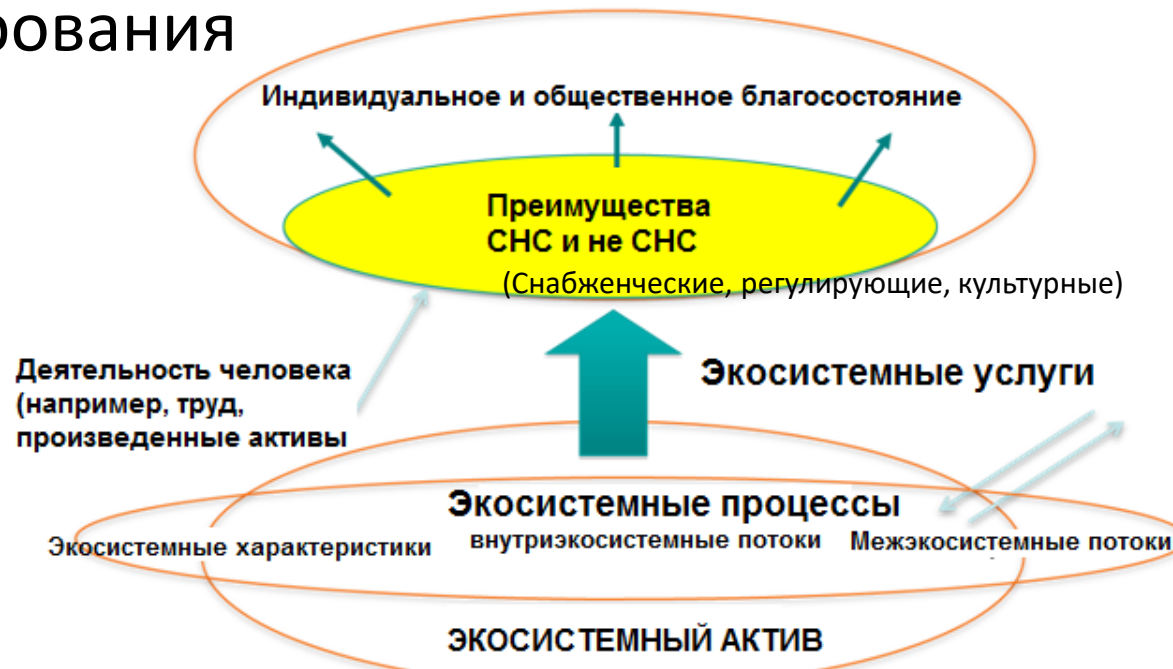 рования
Индивидуальное и общественное благосостояние
Преимущества
СНС и не СНС
(Снабженческие, регулирующие, культурные)
Деятельность человека
(например, труд,
произведенные активы
Экосистемные услуги
Экосистемные процессы
Экосистемные характеристики
внутриэкосистемные потоки
Межэкосистемные потоки
ЭКОСИСТЕМНЫЙ АКТИВ